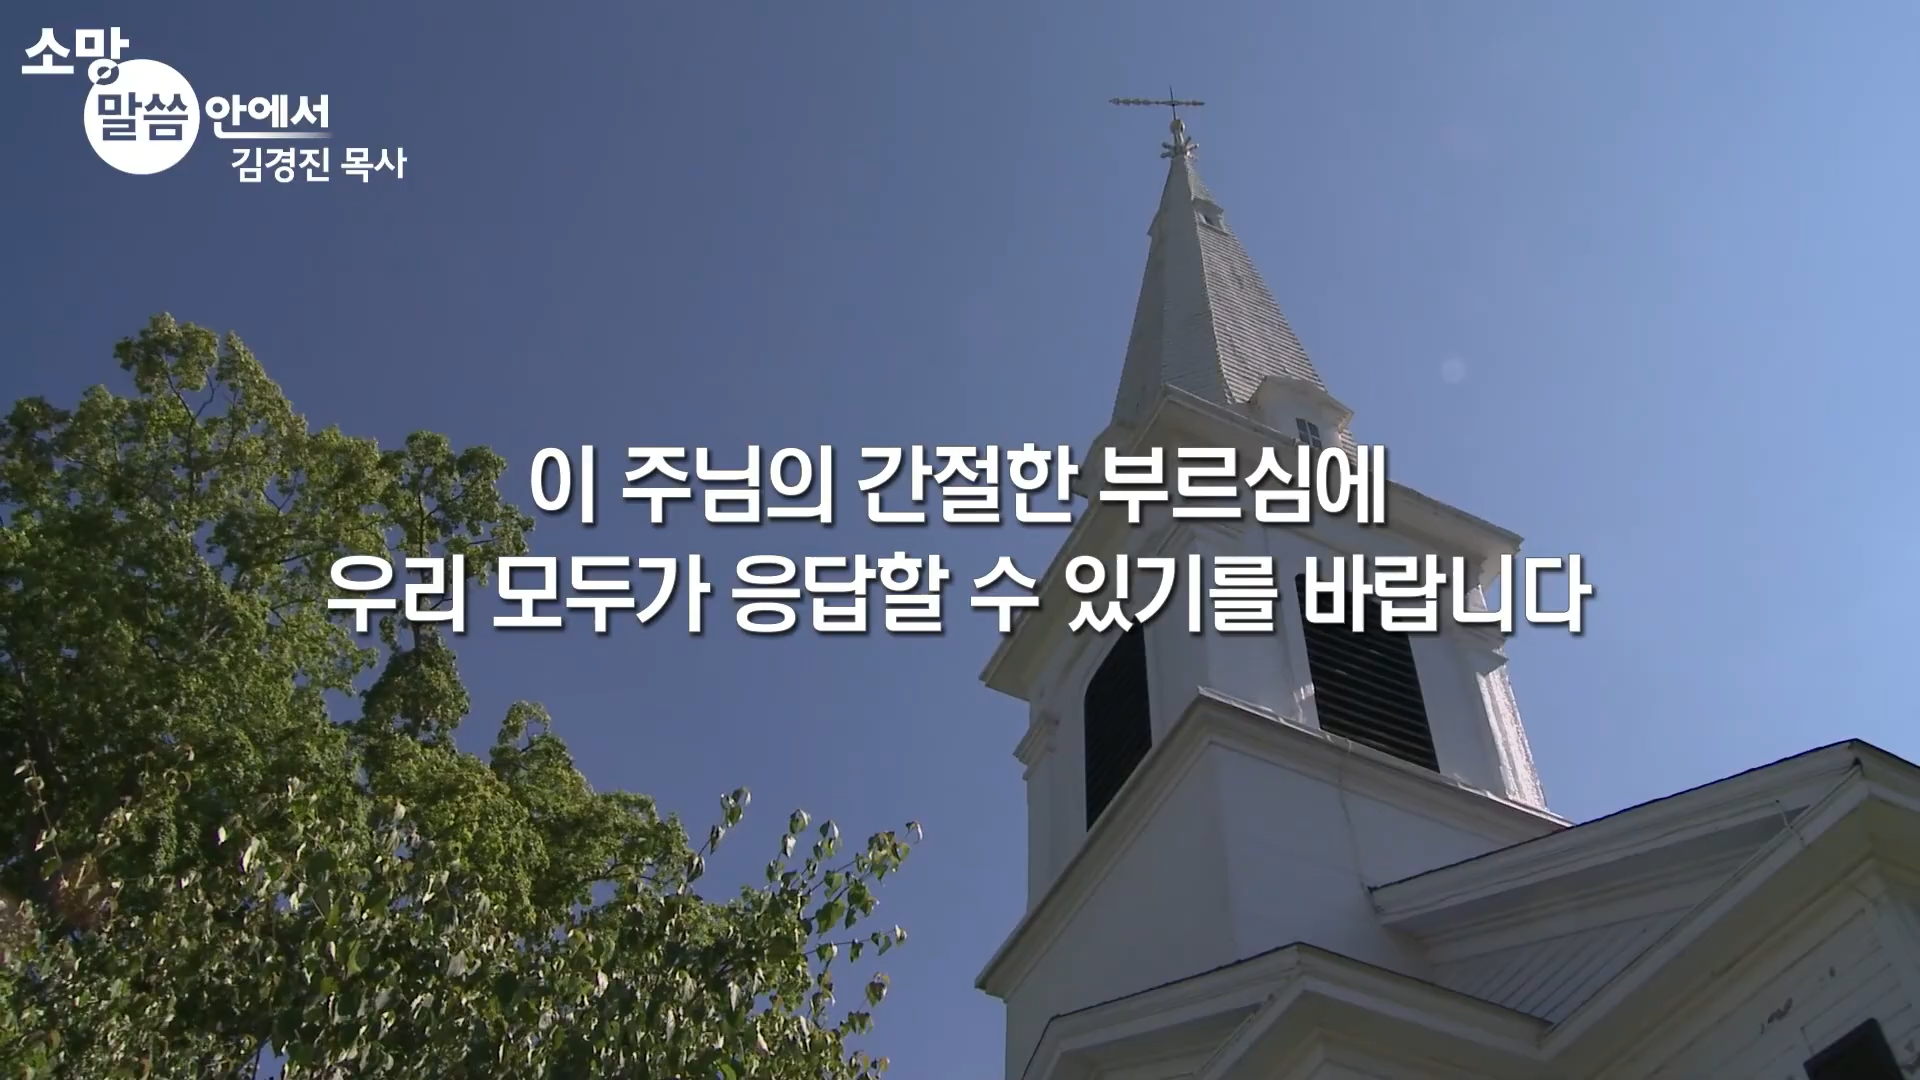 소망
말씀 안에서
김경진 목사
이 주님의 간절한 부르심에
우리 모두가 응답할 수 있기를 바랍니다